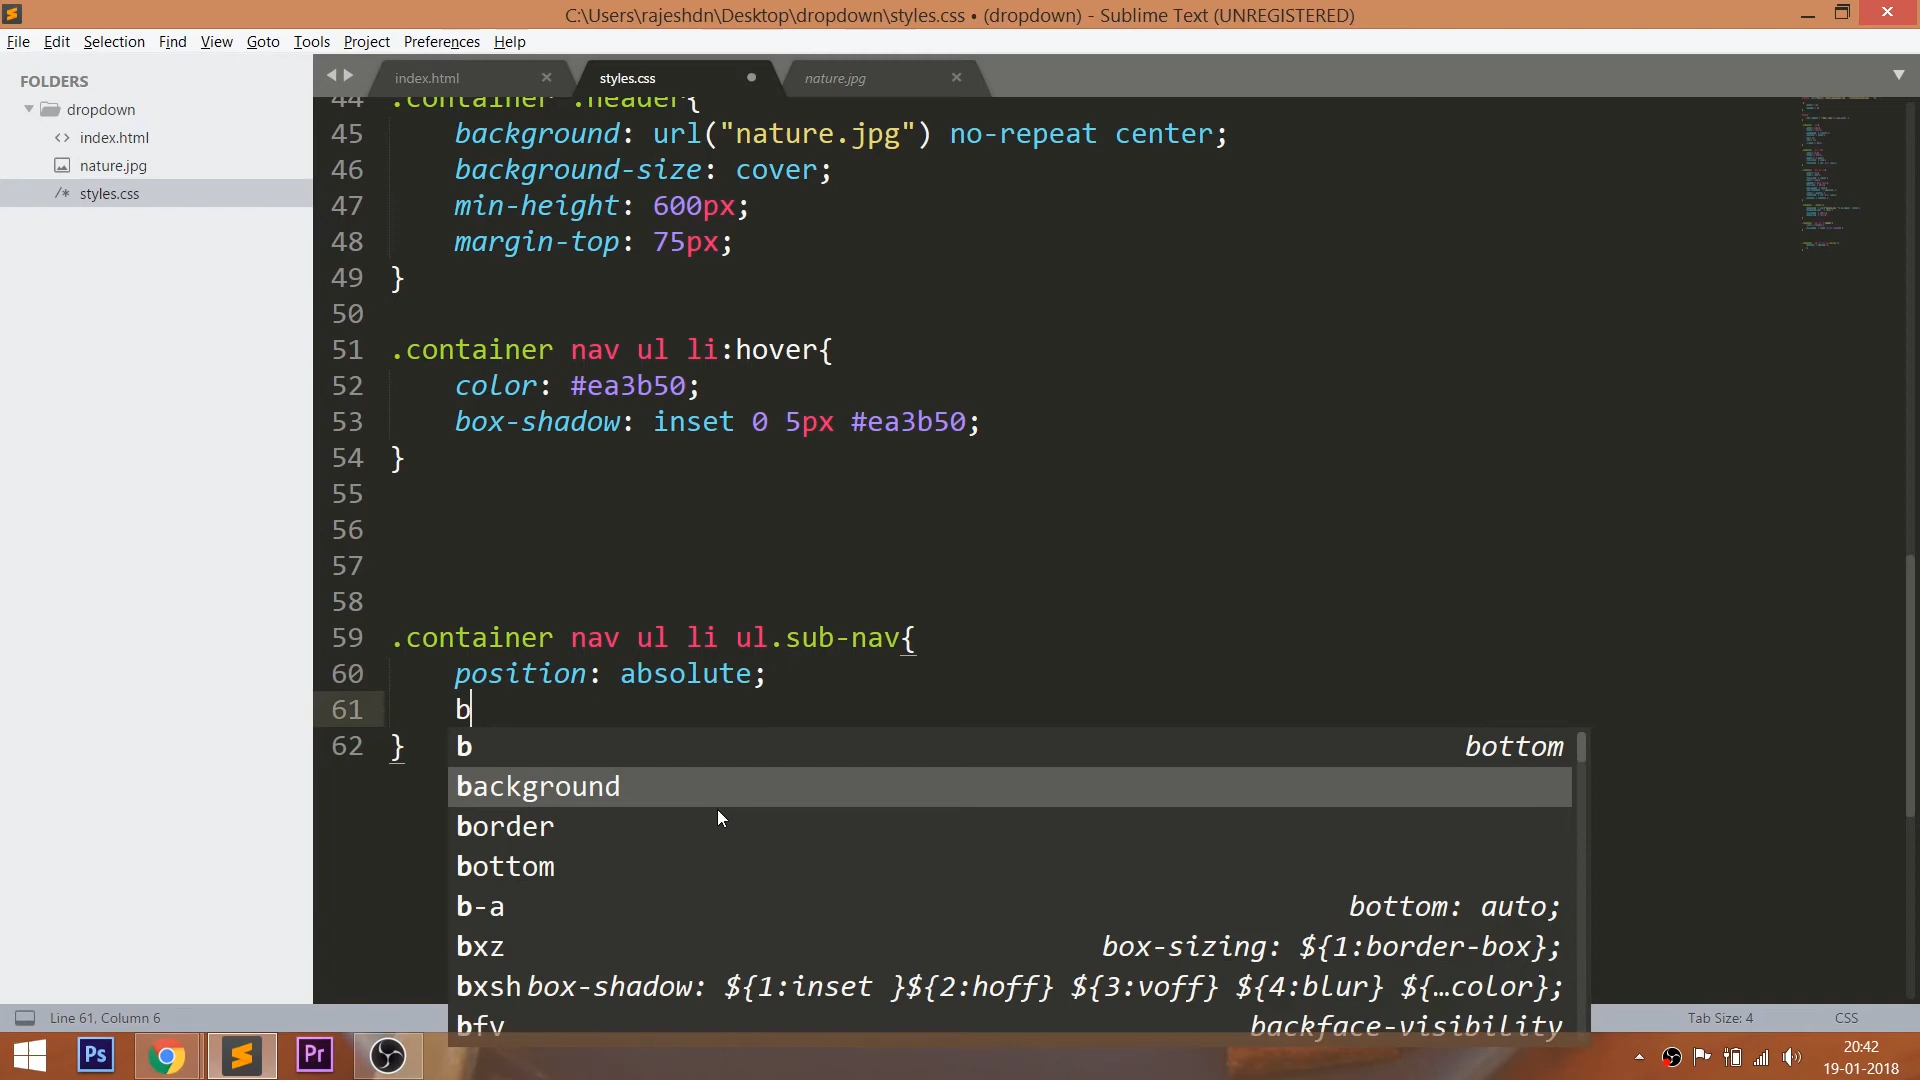 C:\Users\rajeshdn\Desktop\dropdown\styles.css • (dropdown) - Sublime Text (UNREGISTERED)
File Edit Selection Find View Goto Tools Project Preferences Help
FOLDERS
dropdown
<> index.html
nature.jpg
/* styles.css
index.html × styles.css nature.jpg ×
44 .container .header{
45 background: url("nature.jpg") no-repeat center;
46 background-size: cover;
47 min-height: 600px;
48 margin-top: 75px;
49 }
50
51 .container nav ul li:hover{
52 color: #ea3b50;
53 box-shadow: inset 0 5px #ea3b50;
54 }
55
56
57
58
59 .container nav ul li ul.sub-nav{
60 position: absolute;
61 b
62 }
b bottom
background
border
bottom
b-a bottom: auto;
bxz box-sizing: ${1:border-box};
bxsh box-shadow: ${1:inset }${2:hoff} ${3:voff} ${4:blur} ${…color};
bfv backface-visibility
Line 61, Column 6 Tab Size: 4 CSS
Ps Pr
20:42
19-01-2018